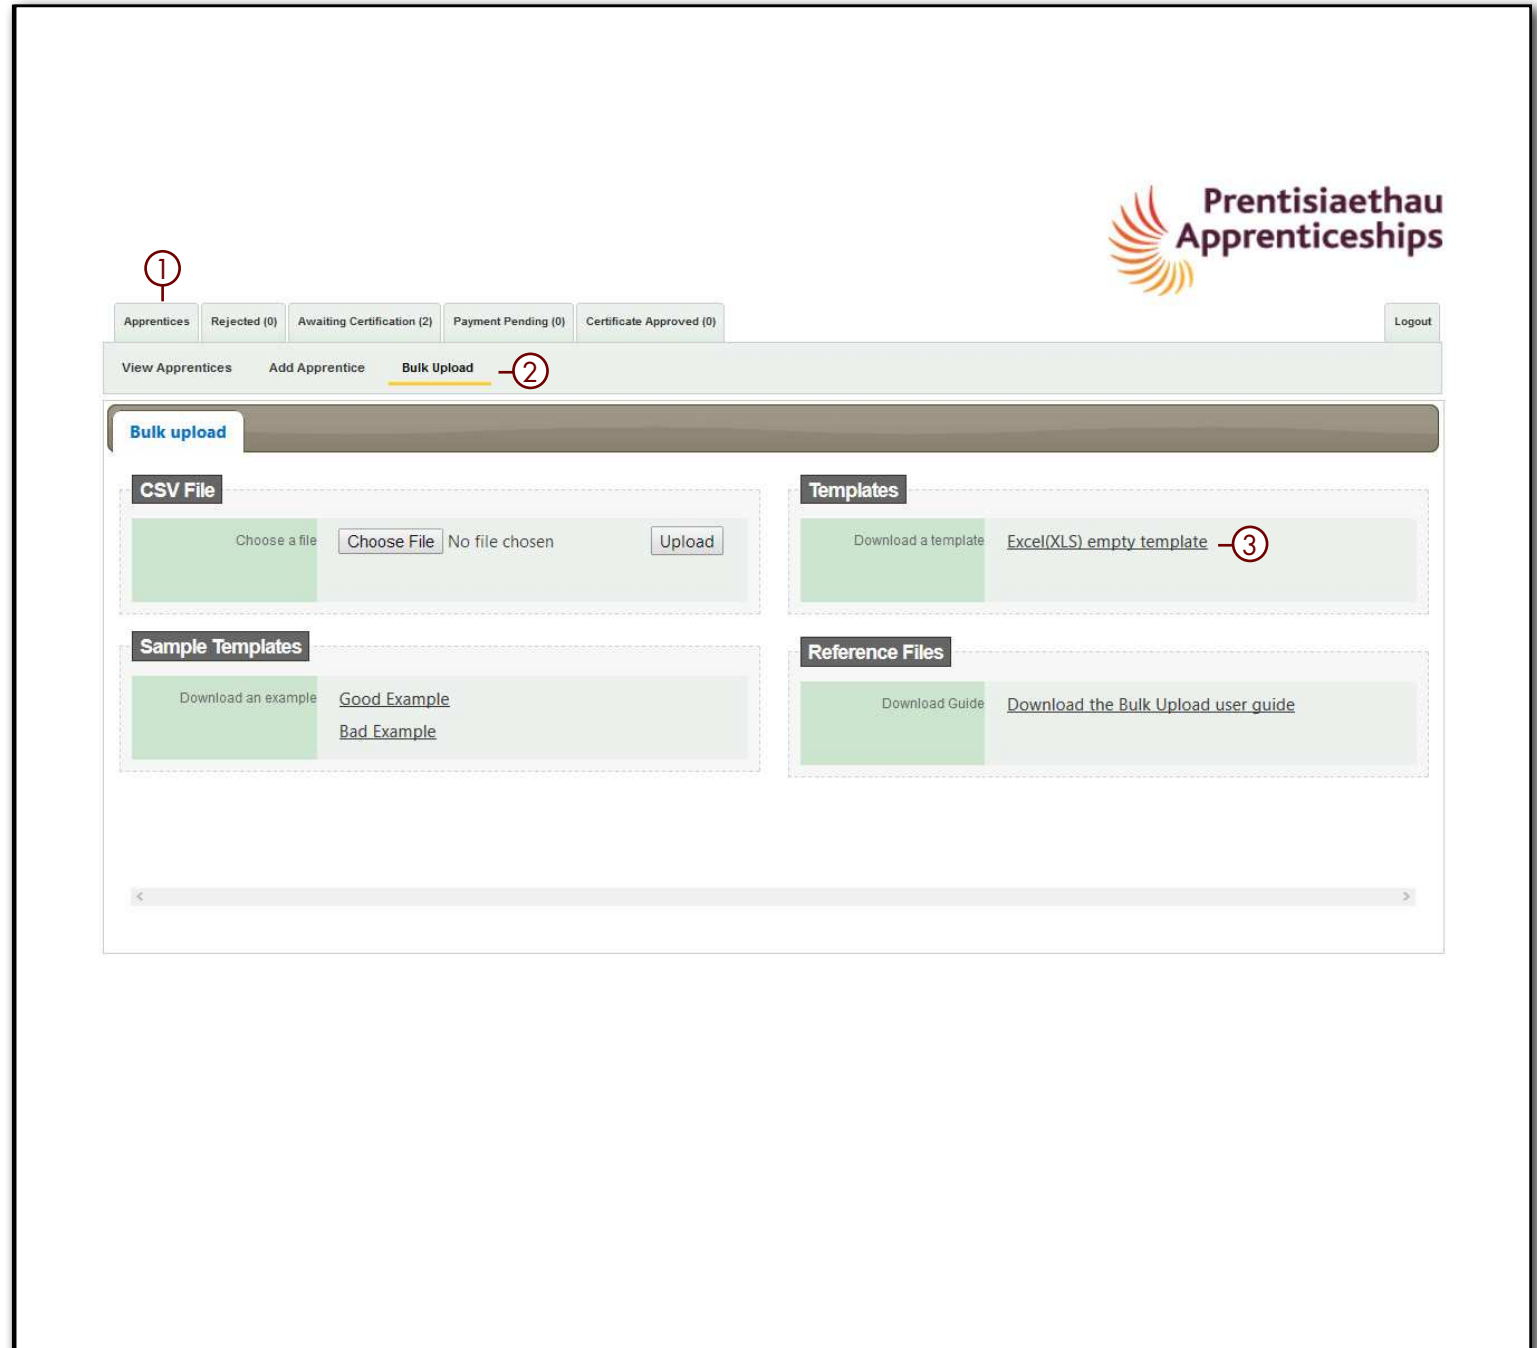 Prentisiaethau
Apprenticeships
1
Apprentices Rejected (0) Awaiting Certification (2) Payment Pending (0) Certificate Approved (0) Logout
View Apprentices Add Apprentice Bulk Upload 2
Bulk upload
CSV File
Choose a file Choose File No file chosen Upload
Templates
Download a template Excel(XLS) empty template 3
Sample Templates
Download an example Good Example
Bad Example
Reference Files
Download Guide Download the Bulk Upload user guide